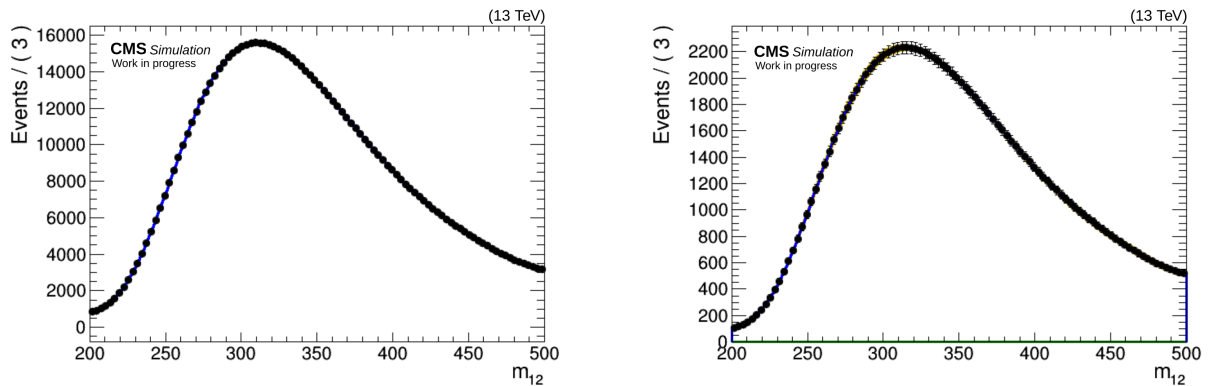 (13 TeV)
CMS Simulation
Work in progress
Events / ( 3 )
16000
14000
12000
10000
8000
6000
4000
2000
0
200 250 300 350 400 450 500
m12
(13 TeV)
CMS Simulation
Work in progress
Events / ( 3 )
2200
2000
1800
1600
1400
1200
1000
800
600
400
200
0
200 250 300 350 400 450 500
m12